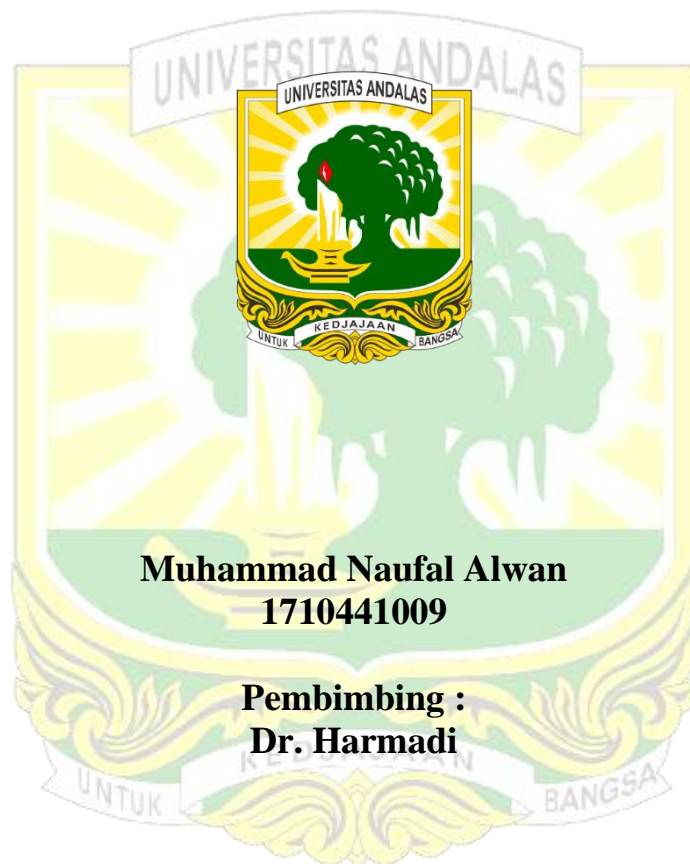 UNIVERSITAS ANDALAS
UNIVERSITAS ANDALAS
UNTUK KEDJAJAAN BANGSA
Muhammad Naufal Alwan
1710441009
Pembimbing :
Dr. Harmadi
UNTUK KEDJAJAAN BANGSA